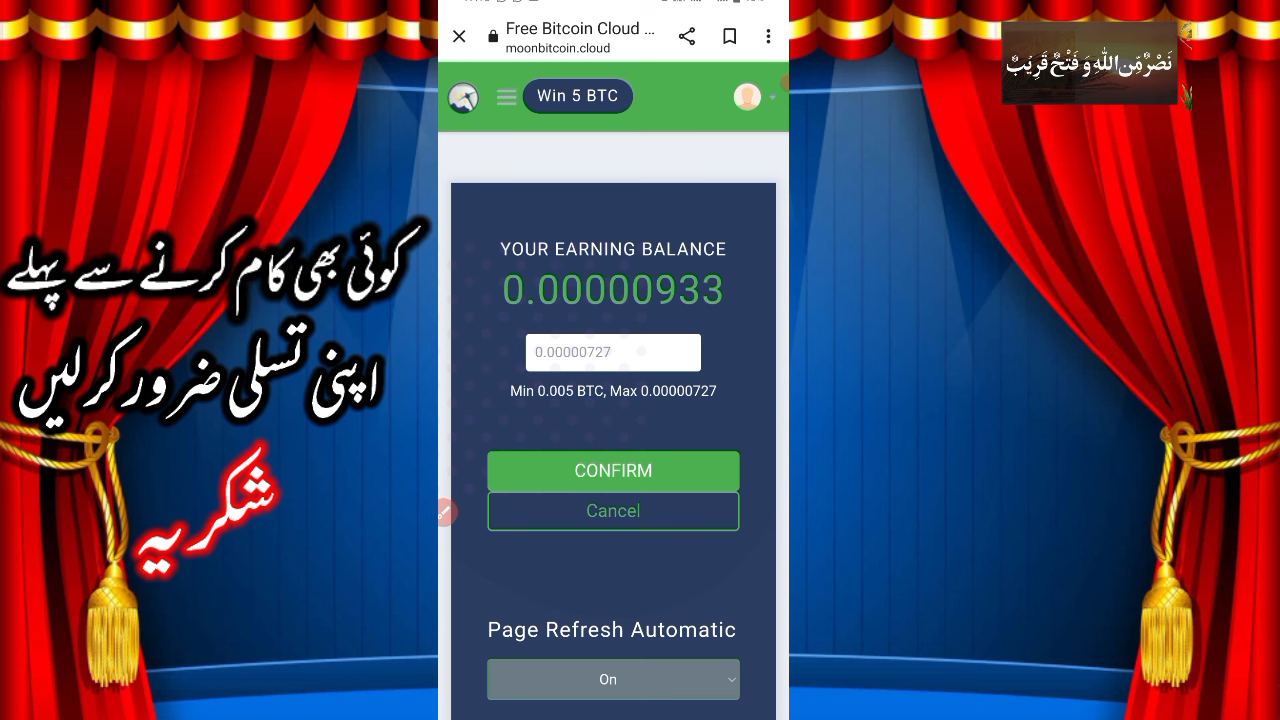 Free Bitcoin Cloud ...
moonbitcoin.cloud
Win 5 BTC
نَصْرٌ مِّنَ اللهِ وَ فَتْحٌ قَرِيْبٌ
YOUR EARNING BALANCE
0.00000933
0.00000727
Min 0.005 BTC, Max 0.00000727
CONFIRM
Cancel
Page Refresh Automatic
On
کوئی بھی کام کرنے سے پہلے
اپنی تسلی ضرور کرلیں
شکریہ